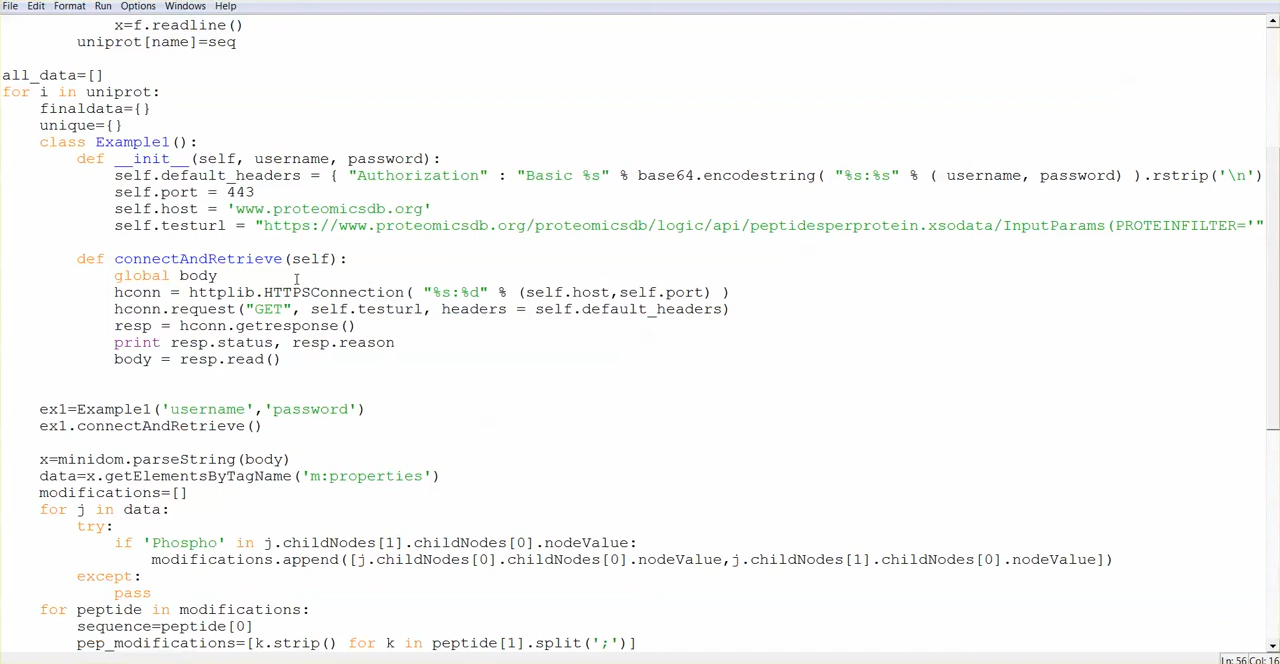 File Edit Format Run Options Windows Help
            x=f.readline()
        uniprot[name]=seq

all_data=[]
for i in uniprot:
    finaldata={}
    unique={}
    class Example1():
        def __init__(self, username, password):
            self.default_headers = { "Authorization" : "Basic %s" % base64.encodestring( "%s:%s" % ( username, password) ).rstrip('\n')
            self.port = 443
            self.host = 'www.proteomicsdb.org'
            self.testurl = "https://www.proteomicsdb.org/proteomicsdb/logic/api/peptidesperprotein.xsodata/InputParams(PROTEINFILTER='"

        def connectAndRetrieve(self):
            global body
            hconn = httplib.HTTPSConnection( "%s:%d" % (self.host,self.port) )
            hconn.request("GET", self.testurl, headers = self.default_headers)
            resp = hconn.getresponse()
            print resp.status, resp.reason
            body = resp.read()


    ex1=Example1('username','password')
    ex1.connectAndRetrieve()

    x=minidom.parseString(body)
    data=x.getElementsByTagName('m:properties')
    modifications=[]
    for j in data:
        try:
            if 'Phospho' in j.childNodes[1].childNodes[0].nodeValue:
                modifications.append([j.childNodes[0].childNodes[0].nodeValue,j.childNodes[1].childNodes[0].nodeValue])
        except:
            pass
    for peptide in modifications:
        sequence=peptide[0]
        pep_modifications=[k.strip() for k in peptide[1].split(';')]
Ln: 56 Col: 16